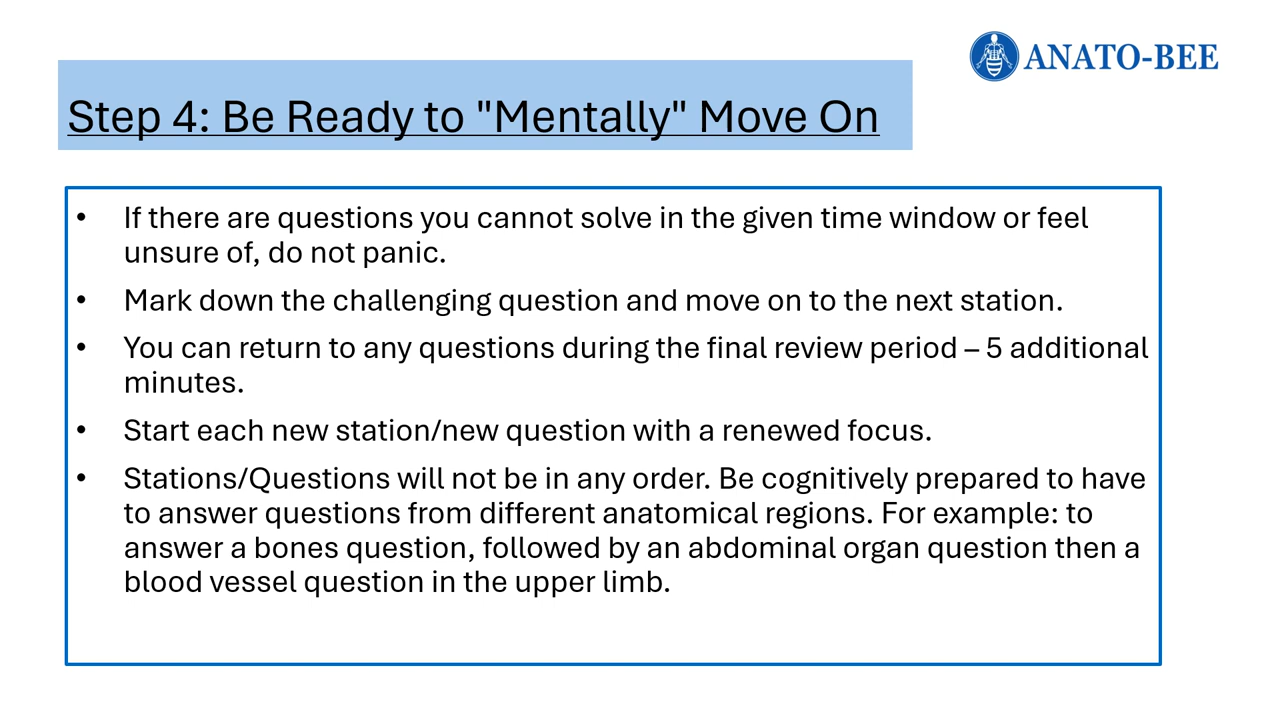 ANATO-BEE
Step 4: Be Ready to "Mentally" Move On
• If there are questions you cannot solve in the given time window or feel
unsure of, do not panic.
• Mark down the challenging question and move on to the next station.
• You can return to any questions during the final review period – 5 additional
minutes.
• Start each new station/new question with a renewed focus.
• Stations/Questions will not be in any order. Be cognitively prepared to have
to answer questions from different anatomical regions. For example: to
answer a bones question, followed by an abdominal organ question then a
blood vessel question in the upper limb.